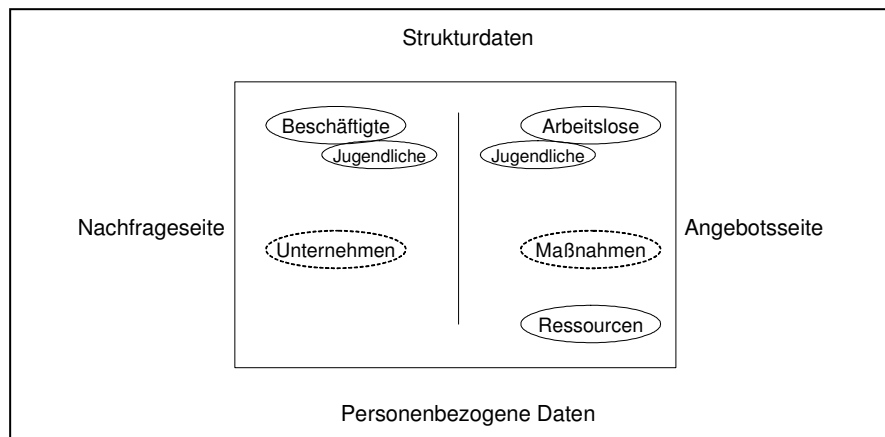 Strukturdaten
Beschäftigte
Arbeitslose
Jugendliche
Jugendliche
Nachfrageseite
Angebotsseite
Unternehmen
Maßnahmen
Ressourcen
Personenbezogene Daten